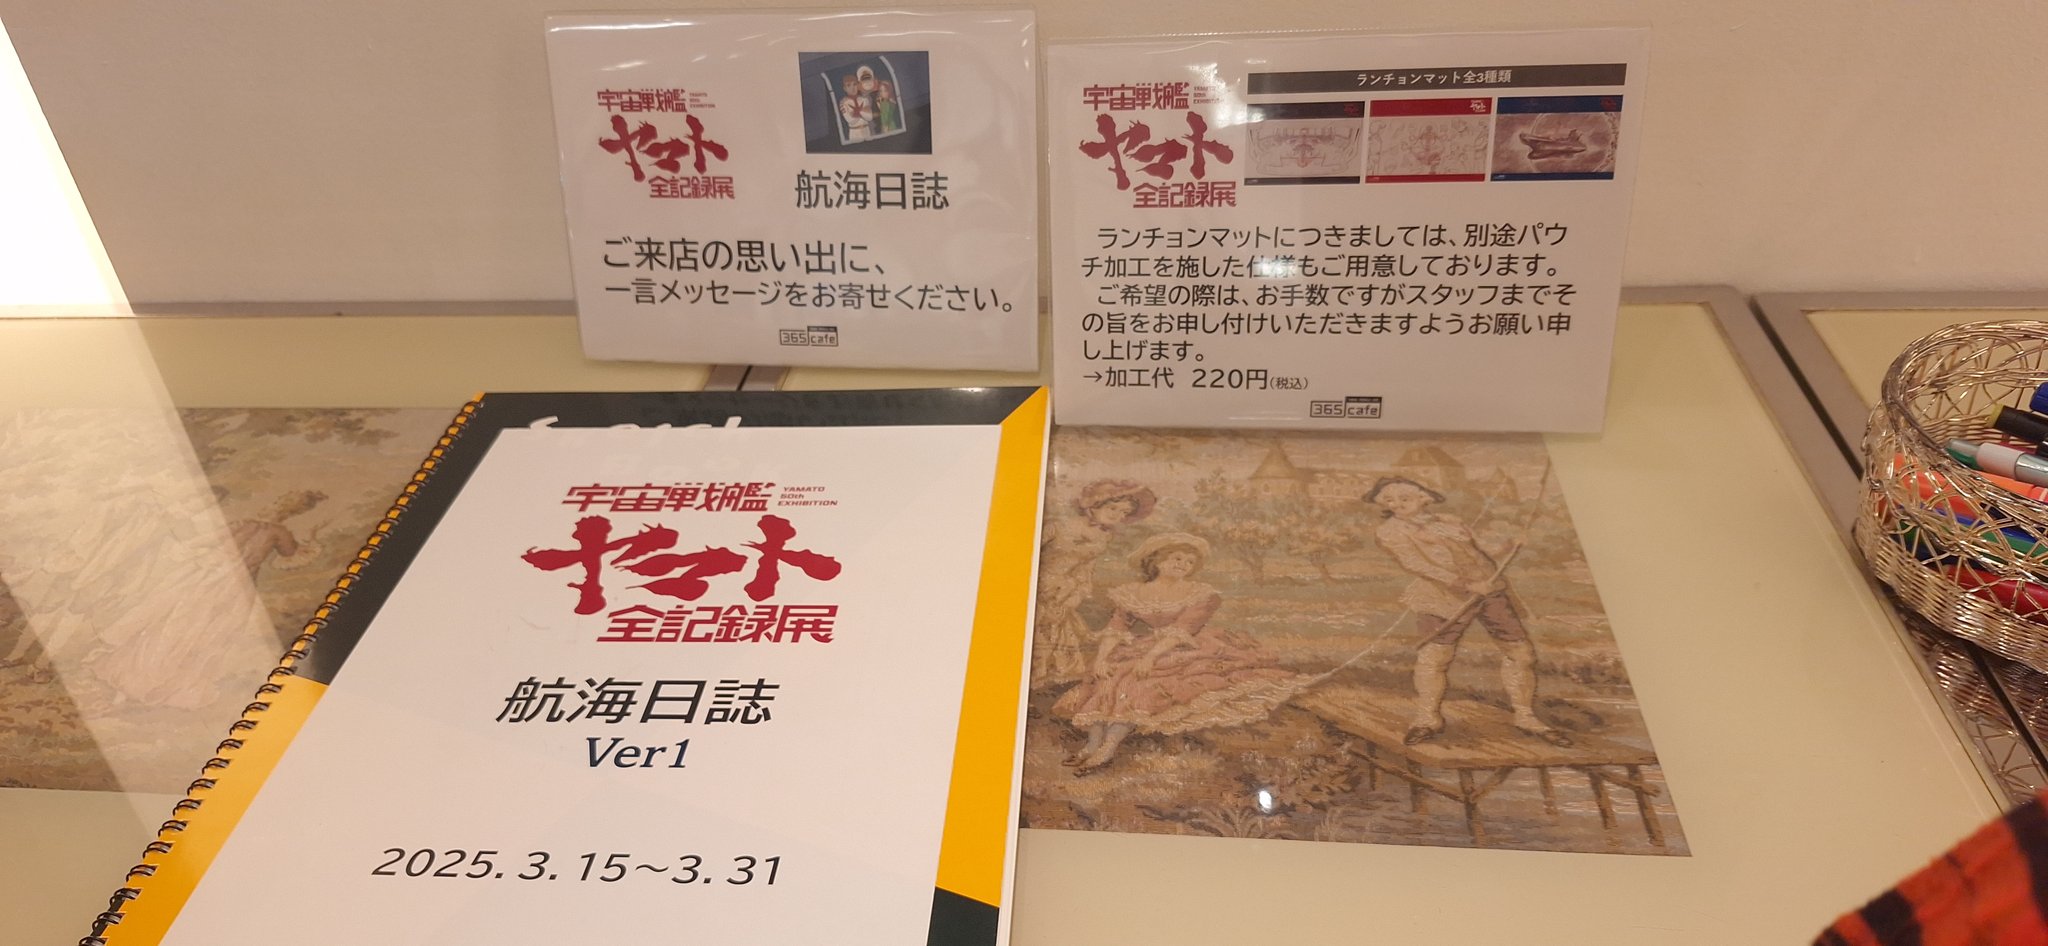 宇宙戦艦
YAMATO
50th
EXHIBITION
ヤマト
全記録展
航海日誌
ご来店の思い出に、
一言メッセージをお寄せください。
365 cafe
宇宙戦艦
ヤマト
全記録展
ランチョンマット全3種類
ランチョンマットにつきましては、別途パウ
チ加工を施した仕様もご用意しております。
ご希望の際は、お手数ですがスタッフまでそ
の旨をお申し付けいただきますようお願い申
し上げます。
→加工代 220円(税込)
365 cafe
宇宙戦艦
YAMATO
50th
EXHIBITION
ヤマト
全記録展
航海日誌
Ver1
2025.3.15~3.31